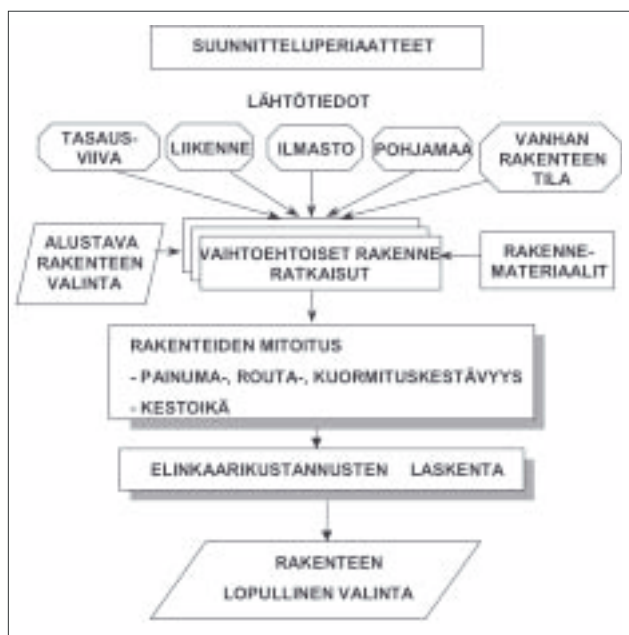 SUUNNITTELUPERIAATTEET
LÄHTÖTIEDOT
TASAUS-
VIIVA
LIIKENNE
ILMASTO
POHJAMAA
VANHAN
RAKENTEEN
TILA
ALUSTAVA
RAKENTEEN
VALINTA
VAIHTOEHTOISET RAKENNE
RATKAISUT
RAKENNE-
MATERIAALIT
RAKENTEIDEN MITOITUS
- PAINUMA-, ROUTA-, KUORMITUSKESTÄVYYS
- KESTOIKÄ
ELINKAARIKUSTANNUSTEN LASKENTA
RAKENTEEN
LOPULLINEN VALINTA